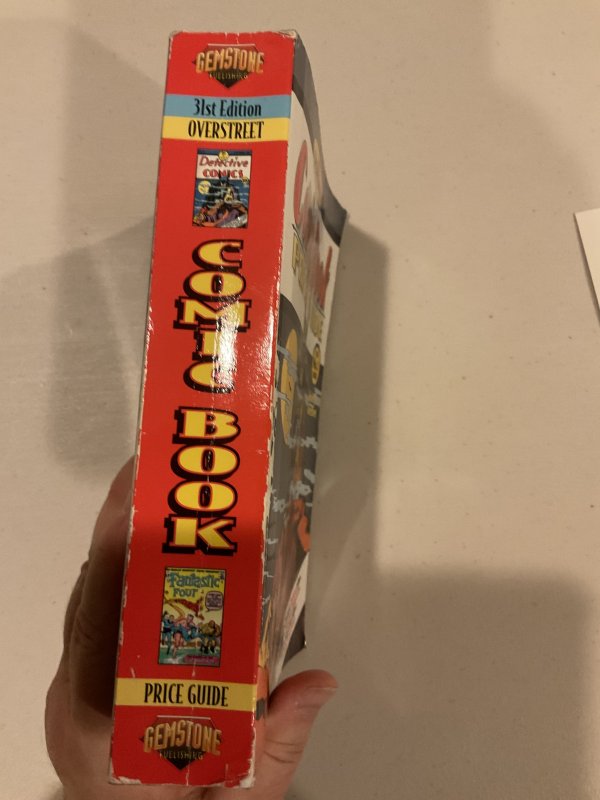 GEMSTONE
PUBLISHING
31st Edition
OVERSTREET
Detective
COMICS
COMIC
BOOK
Fantastic
FOUR
PRICE GUIDE
GEMSTONE
PUBLISHING